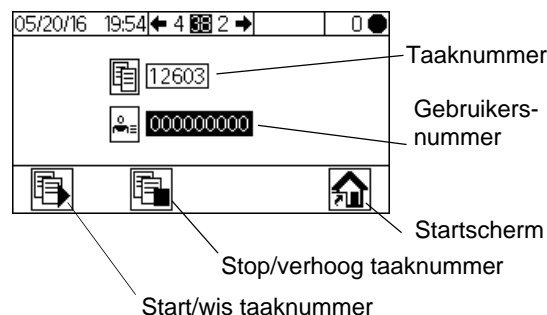 05/20/16 19:54 4 38 2 0
Taaknummer
12603
Gebruikers-
nummer
000000000
Startscherm
Stop/verhoog taaknummer
Start/wis taaknummer